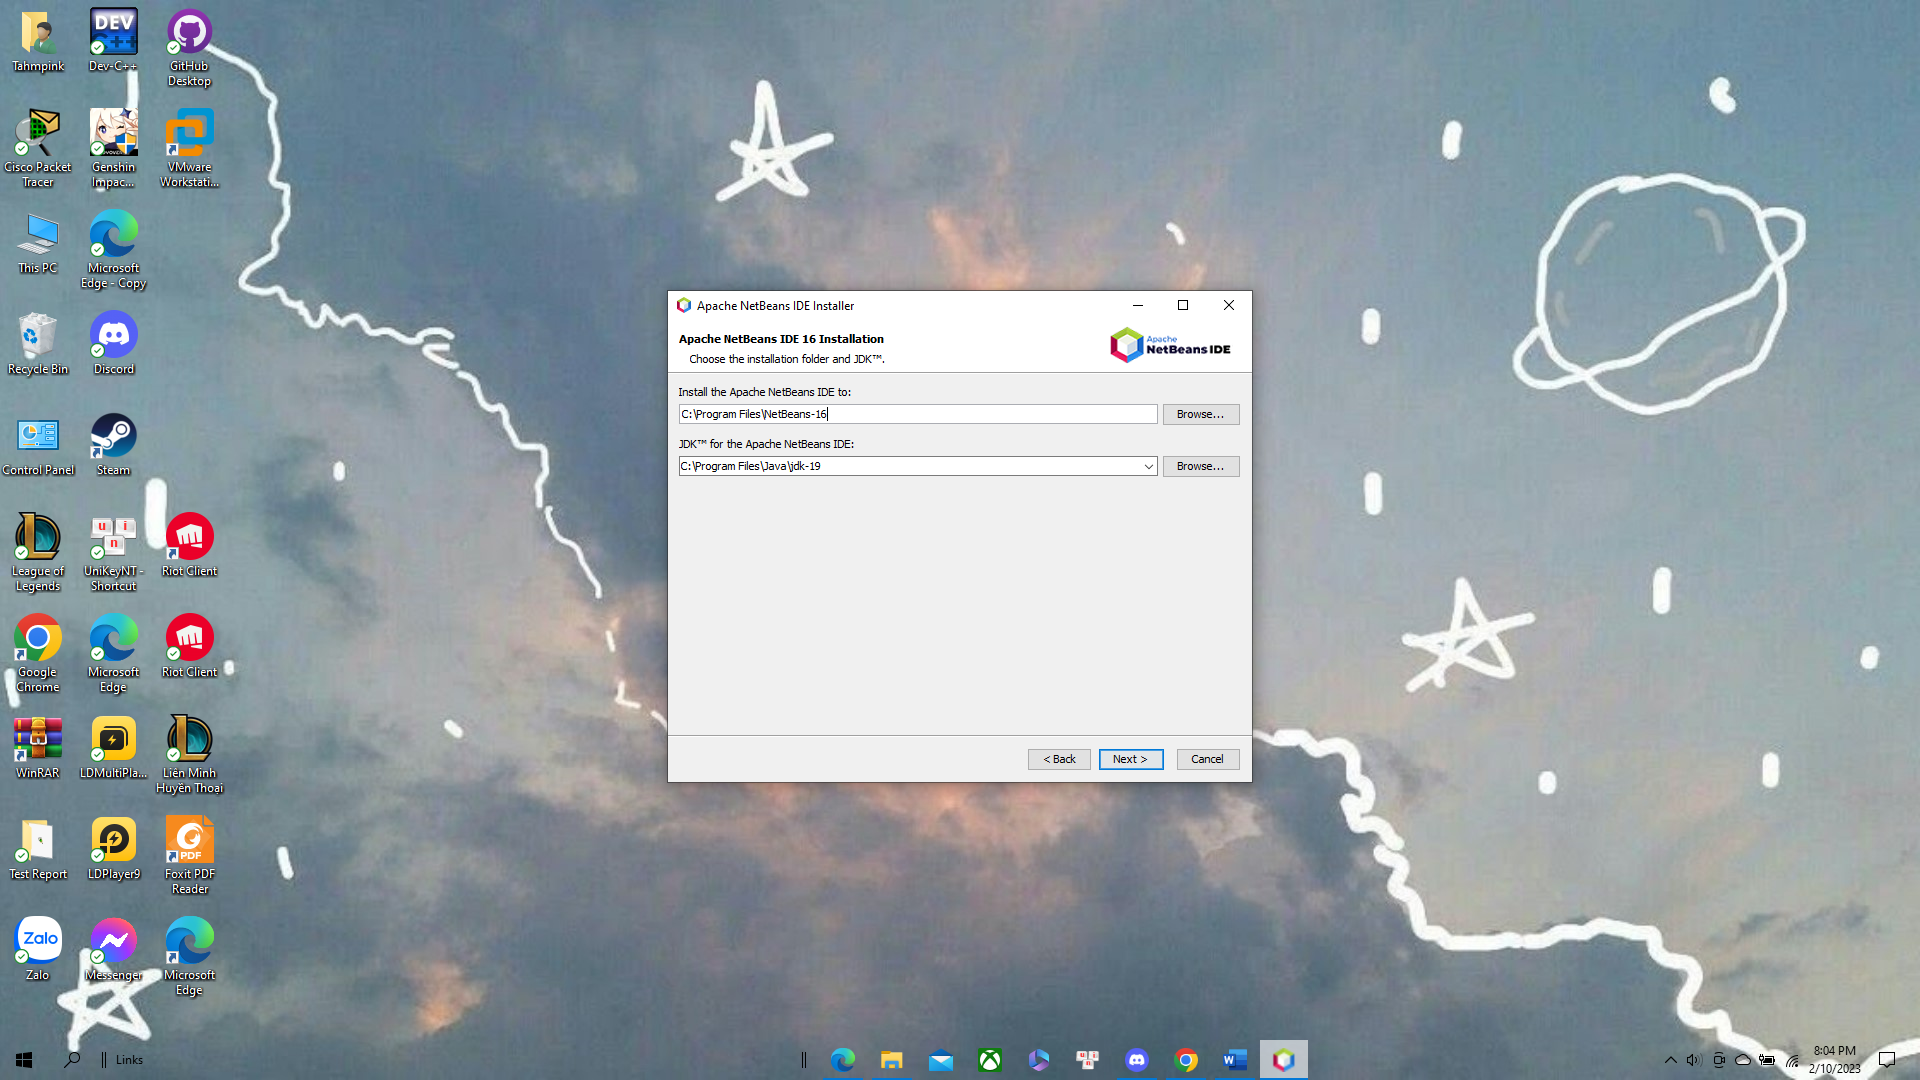 Tahmpink
DEV
C++
Dev-C++
GitHub
Desktop
Cisco Packet
Tracer
Genshin
Impac...
VMware
Workstati...
This PC
Microsoft
Edge - Copy
Recycle Bin
Discord
Control Panel
Steam
League of
Legends
u i
n
UniKeyNT -
Shortcut
Riot Client
Google
Chrome
Microsoft
Edge
Riot Client
WinRAR
LDMultiPla...
Liên Minh
Huyền Thoại
Test Report
LDPlayer9
PDF
Foxit PDF
Reader
Zalo
Zalo
Messenger
Microsoft
Edge
Apache NetBeans IDE Installer
Apache NetBeans IDE 16 Installation
Choose the installation folder and JDK™.
Apache
NetBeans IDE
Install the Apache NetBeans IDE to:
C:\Program Files\NetBeans-16
Browse...
JDK™ for the Apache NetBeans IDE:
C:\Program Files\Java\jdk-19
Browse...
< Back
Next >
Cancel
Links
u i
n
W
8:04 PM
2/10/2023